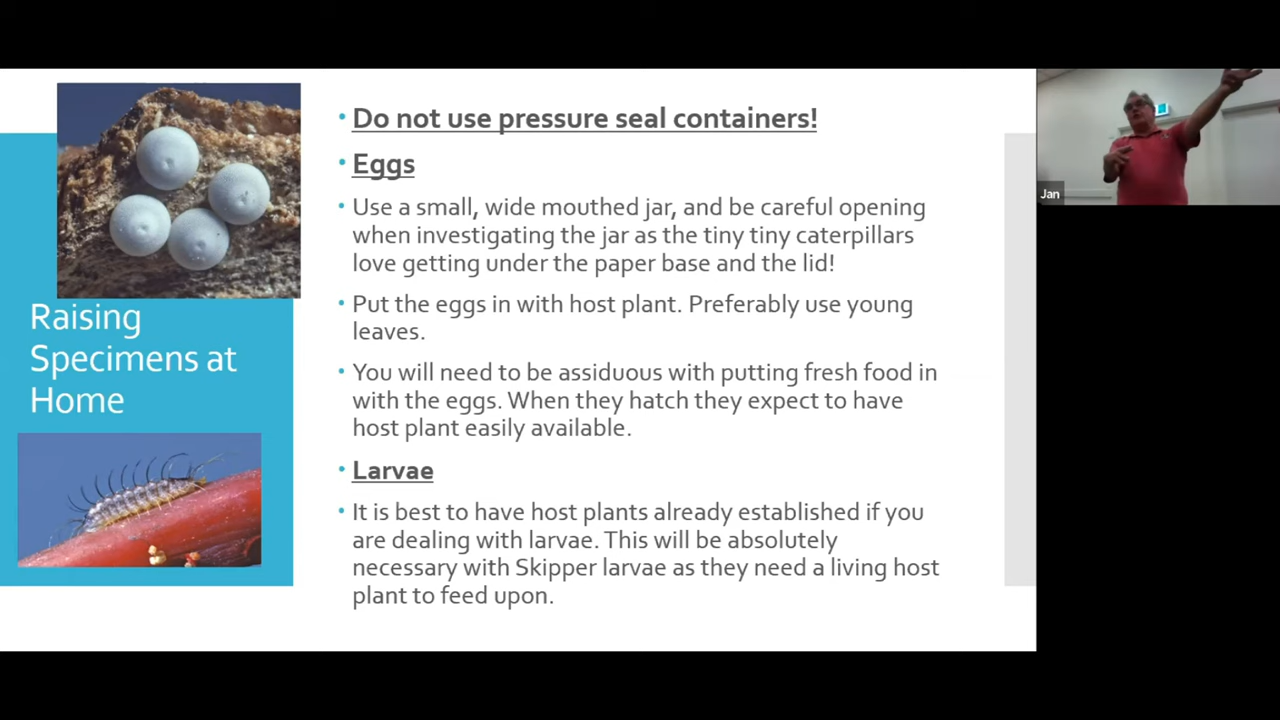 Do not use pressure seal containers!
Eggs
Use a small, wide mouthed jar, and be careful opening
when investigating the jar as the tiny tiny caterpillars
love getting under the paper base and the lid!
Put the eggs in with host plant. Preferably use young
leaves.
You will need to be assiduous with putting fresh food in
with the eggs. When they hatch they expect to have
host plant easily available.
Larvae
It is best to have host plants already established if you
are dealing with larvae. This will be absolutely
necessary with Skipper larvae as they need a living host
plant to feed upon.
Raising
Specimens at
Home
Jan